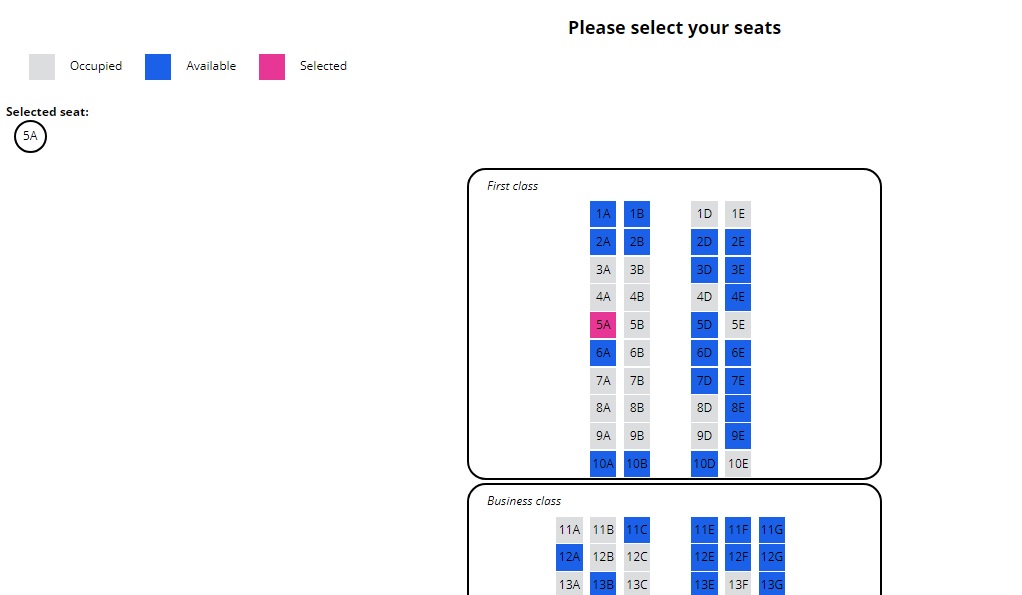 Please select your seats
Occupied Available Selected
Selected seat:
5A
First class
1A 1B 1D 1E
2A 2B 2D 2E
3A 3B 3D 3E
4A 4B 4D 4E
5A 5B 5D 5E
6A 6B 6D 6E
7A 7B 7D 7E
8A 8B 8D 8E
9A 9B 9D 9E
10A 10B 10D 10E
Business class
11A 11B 11C 11E 11F 11G
12A 12B 12C 12E 12F 12G
13A 13B 13C 13E 13F 13G